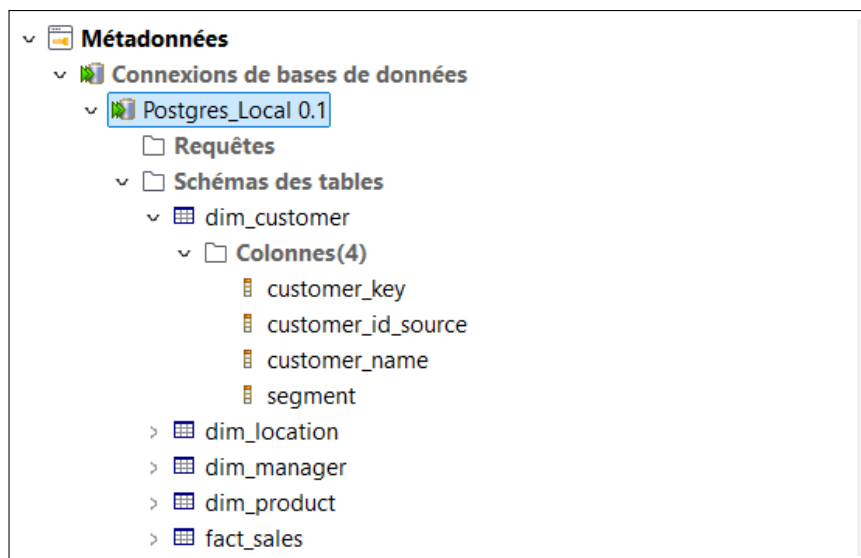 Métadonnées
Connexions de bases de données
Postgres_Local 0.1
Requêtes
Schémas des tables
dim_customer
Colonnes(4)
customer_key
customer_id_source
customer_name
segment
dim_location
dim_manager
dim_product
fact_sales